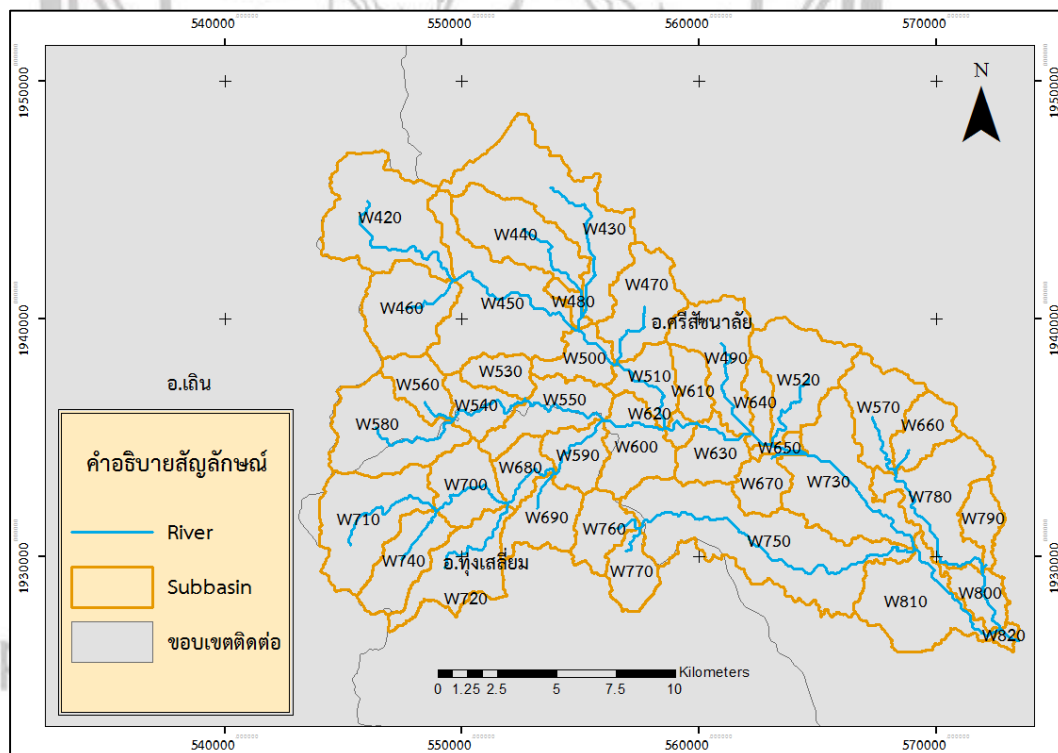 540000 550000 560000 570000
1950000 1950000
N
W420
W430
W440
W470
W460 W450 W480
1940000 อ.ศรีสัชนาลัย 1940000
W500 W490
W530 W510 W520
อ.เถิน W560 W610
W540 W550 W640 W570
W580 W620 W660
คำอธิบายสัญลักษณ์ W590 W600 W630 W650
W680
W700 W670 W730
River W710 W690 W780
W760 W790
W740 อ.ทุ่งเสลี่ยม W750
1930000 1930000
Subbasin W720 W770 W810 W800
ขอบเขตติดต่อ W820
Kilometers
0 1.25 2.5 5 7.5 10
540000 550000 560000 570000